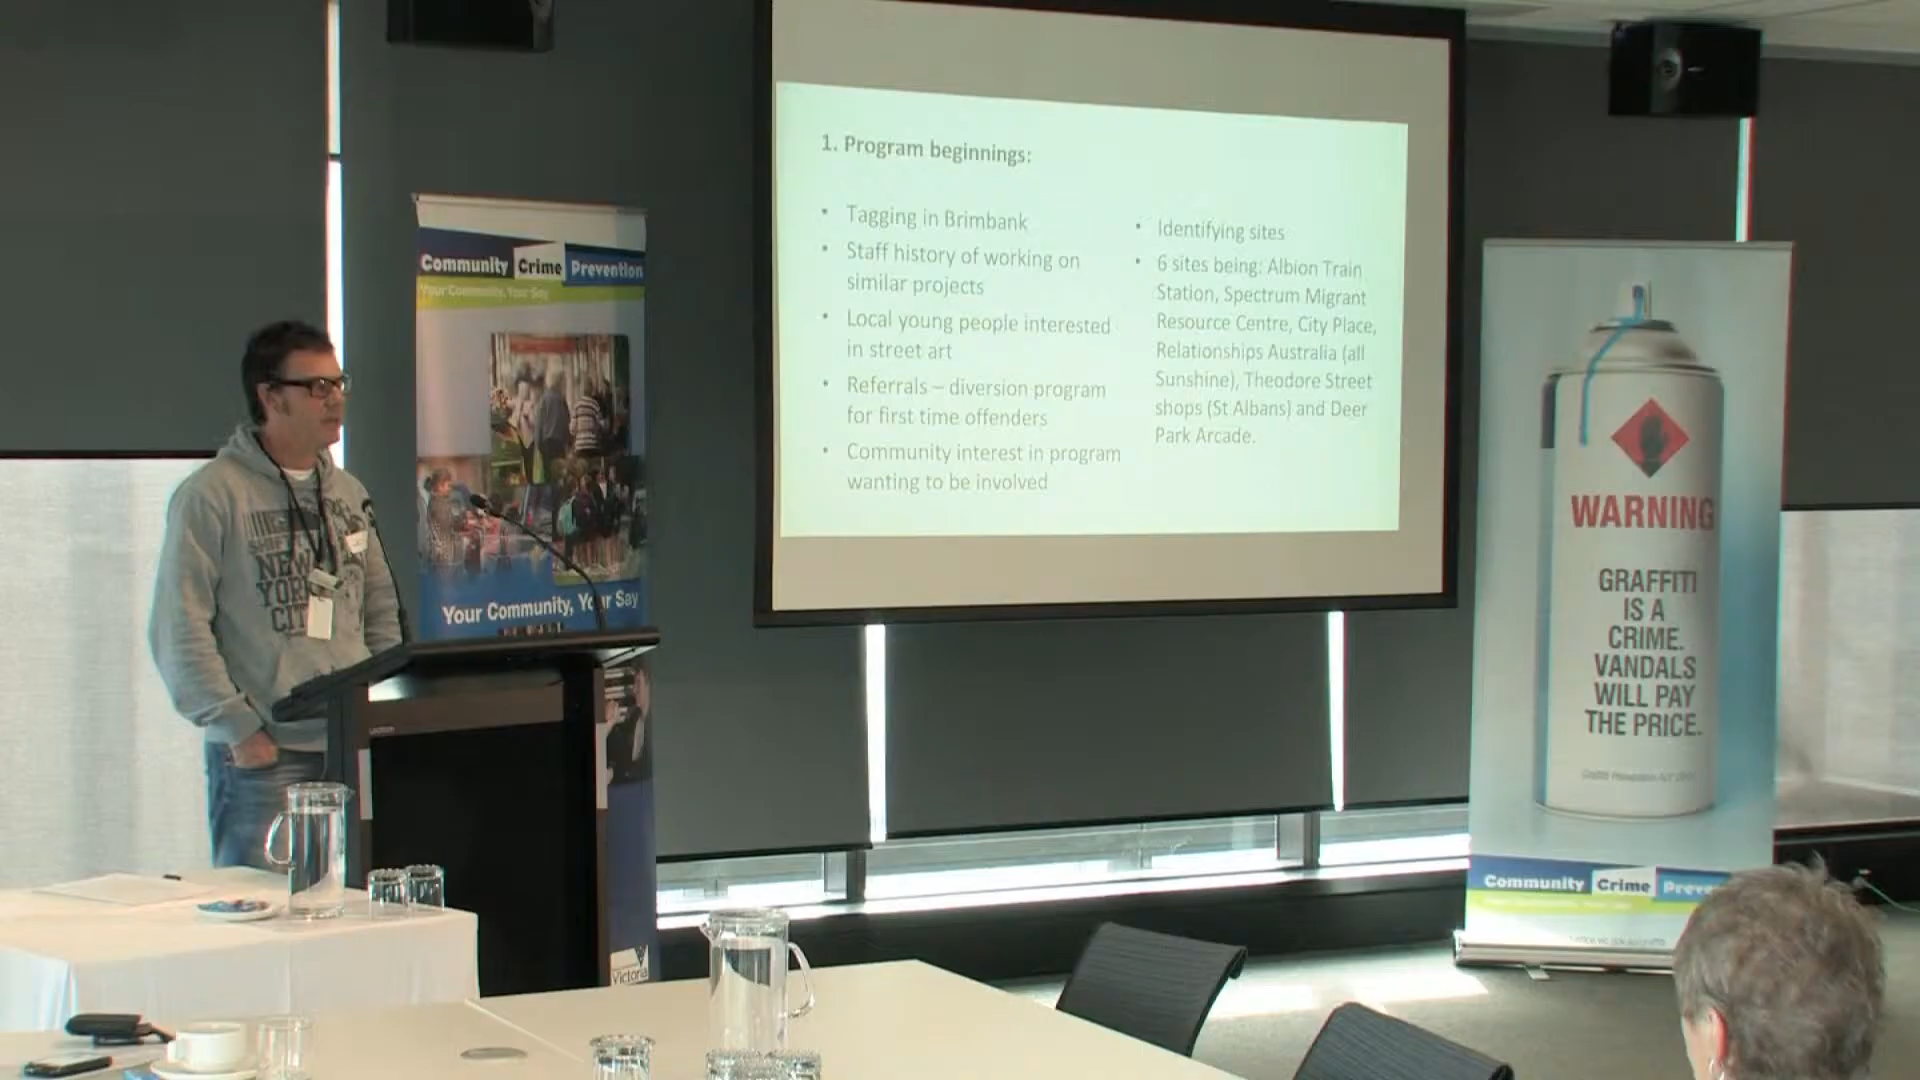 1. Program beginnings:
• Tagging in Brimbank
• Staff history of working on
similar projects
• Local young people interested
in street art
• Referrals – diversion program
for first time offenders
• Community interest in program
wanting to be involved
• Identifying sites
• 6 sites being: Albion Train
Station, Spectrum Migrant
Resource Centre, City Place,
Relationships Australia (all
Sunshine), Theodore Street
shops (St Albans) and Deer
Park Arcade.
Community Crime Prevention
Your Community, Your Say
Your Community, Your Say
Victoria
NEW
YORK
CIT
WARNING
GRAFFITI
IS A
CRIME.
VANDALS
WILL PAY
THE PRICE.
Community Crime Preve